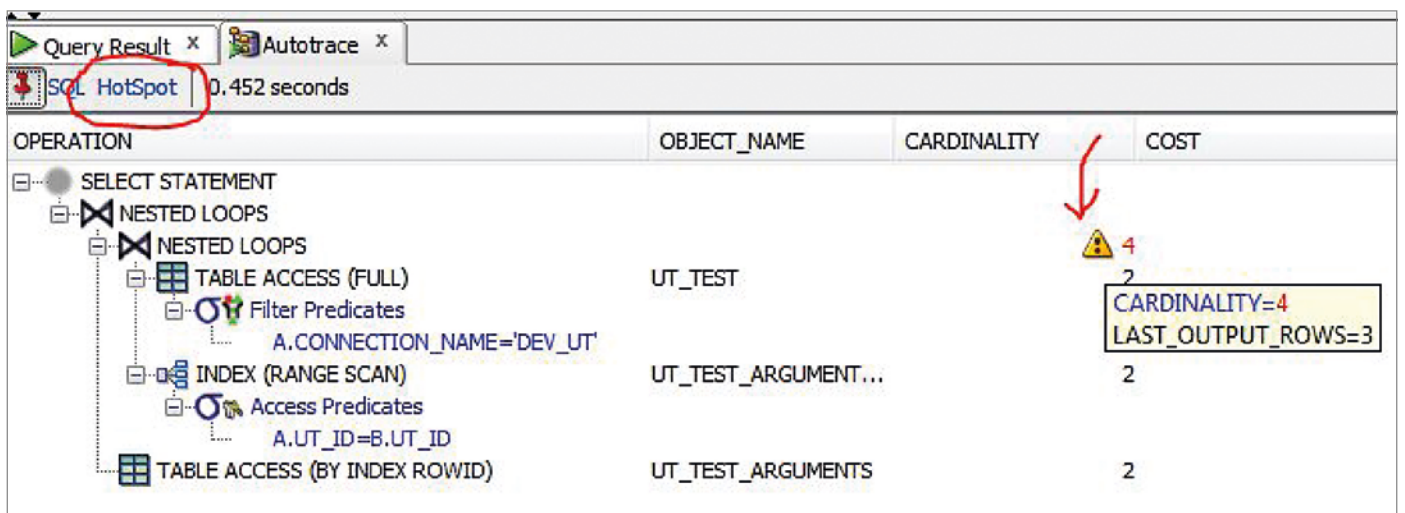 Query Result x Autotrace x
SQL HotSpot 0.452 seconds
OPERATION OBJECT_NAME CARDINALITY COST
SELECT STATEMENT
NESTED LOOPS
NESTED LOOPS 4
TABLE ACCESS (FULL) UT_TEST 2
Filter Predicates CARDINALITY=4
A.CONNECTION_NAME='DEV_UT' LAST_OUTPUT_ROWS=3
INDEX (RANGE SCAN) UT_TEST_ARGUMENT... 2
Access Predicates
A.UT_ID=B.UT_ID
TABLE ACCESS (BY INDEX ROWID) UT_TEST_ARGUMENTS 2